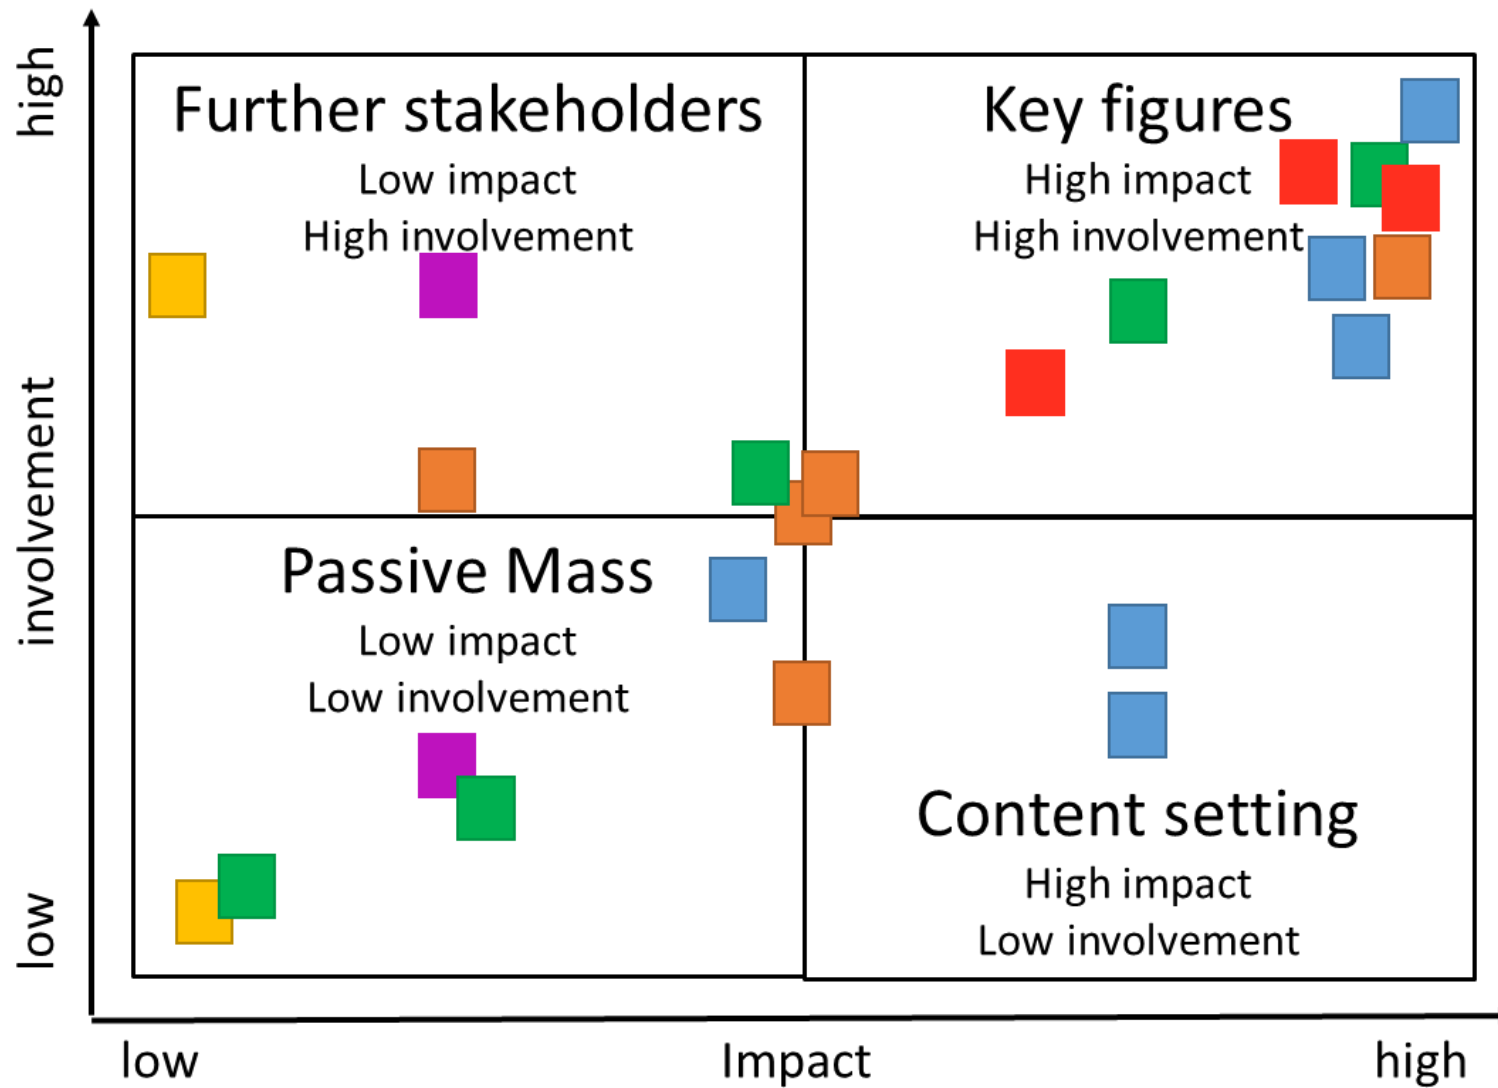 high
involvement
low
Further stakeholders
Low impact
High involvement
Key figures
High impact
High involvement
Passive Mass
Low impact
Low involvement
Content setting
High impact
Low involvement
low
Impact
high